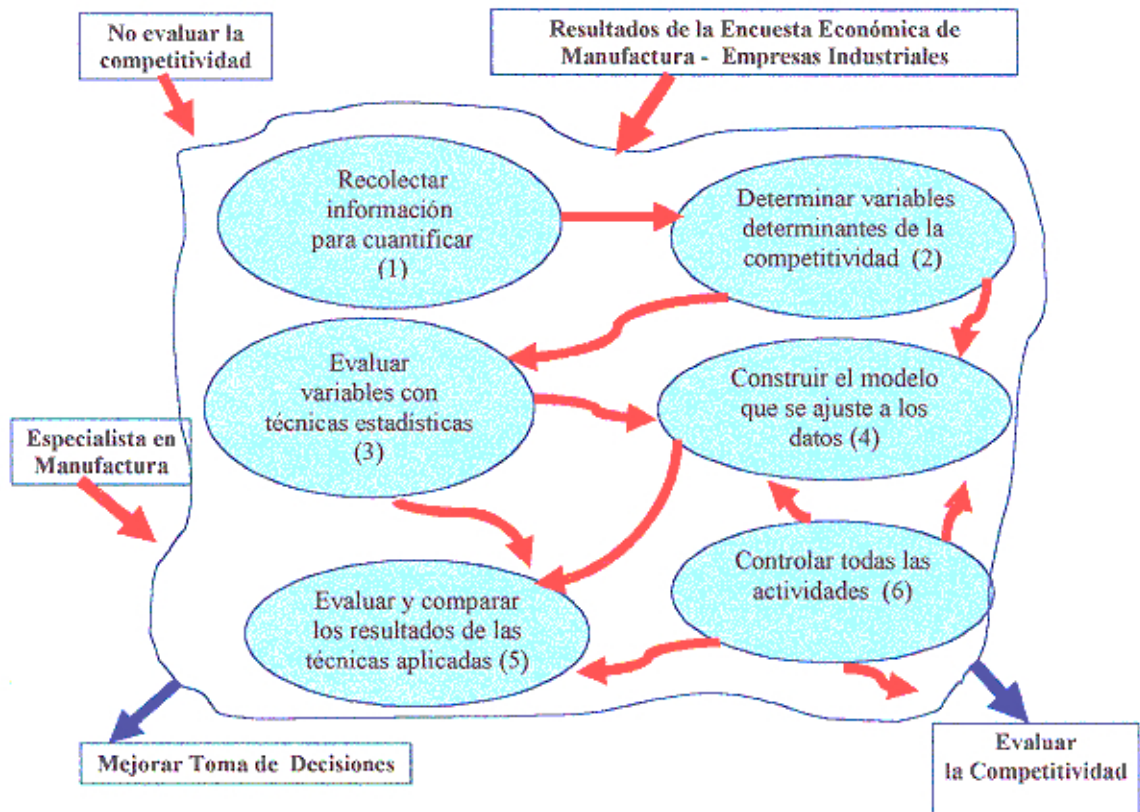 No evaluar la
competitividad
Resultados de la Encuesta Económica de
Manufactura - Empresas Industriales
Recolectar
información
para cuantificar
(1)
Determinar variables
determinantes de la
competitividad (2)
Evaluar
variables con
técnicas estadísticas
(3)
Construir el modelo
que se ajuste a los
datos (4)
Especialista en
Manufactura
Evaluar y comparar
los resultados de las
técnicas aplicadas (5)
Controlar todas las
actividades (6)
Mejorar Toma de Decisiones
Evaluar
la Competitividad